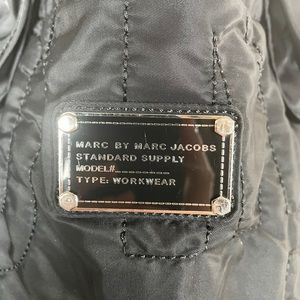 MARC BY MARC JACOBS
STANDARD SUPPLY
MODEL#
TYPE: WORKWEAR